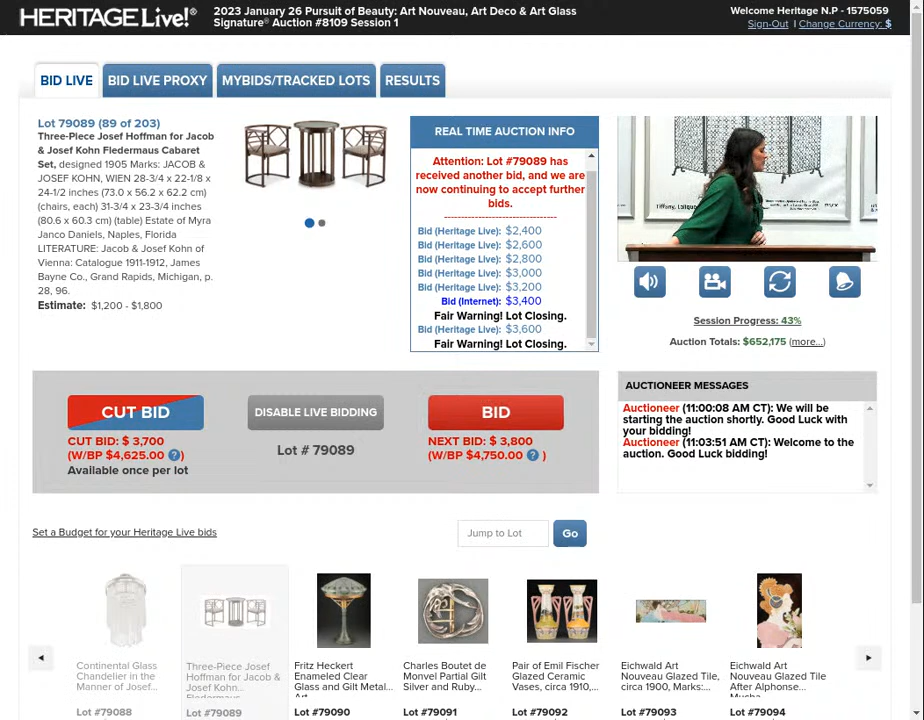 HERITAGE Live!®
2023 January 26 Pursuit of Beauty: Art Nouveau, Art Deco & Art Glass
Signature® Auction #8109 Session 1
Welcome Heritage N.P - 1575059
Sign-Out | Change Currency: $
BID LIVE
BID LIVE PROXY
MYBIDS/TRACKED LOTS
RESULTS
Lot 79089 (89 of 203)
Three-Piece Josef Hoffman for Jacob
& Josef Kohn Fledermaus Cabaret
Set, designed 1905 Marks: JACOB &
JOSEF KOHN, WIEN 28-3/4 x 22-1/8 x
24-1/2 inches (73.0 x 56.2 x 62.2 cm)
(chairs, each) 31-3/4 x 23-3/4 inches
(80.6 x 60.3 cm) (table) Estate of Myra
Janco Daniels, Naples, Florida
LITERATURE: Jacob & Josef Kohn of
Vienna: Catalogue 1911-1912, James
Bayne Co., Grand Rapids, Michigan, p.
28, 96.
Estimate: $1,200 - $1,800
REAL TIME AUCTION INFO
Attention: Lot #79089 has
received another bid, and we are
now continuing to accept further
bids.
--------------------------------
Bid (Heritage Live): $2,400
Bid (Heritage Live): $2,600
Bid (Heritage Live): $2,800
Bid (Heritage Live): $3,000
Bid (Heritage Live): $3,200
Bid (Internet): $3,400
Fair Warning! Lot Closing.
Bid (Heritage Live): $3,600
Fair Warning! Lot Closing.
Session Progress: 43%
Auction Totals: $652,175 (more...)
CUT BID
CUT BID: $ 3,700
(W/BP $4,625.00 ? )
Available once per lot
DISABLE LIVE BIDDING
Lot # 79089
BID
NEXT BID: $ 3,800
(W/BP $4,750.00 ? )
AUCTIONEER MESSAGES
Auctioneer (11:00:08 AM CT): We will be
starting the auction shortly. Good Luck with
your bidding!
Auctioneer (11:03:51 AM CT): Welcome to the
auction. Good Luck bidding!
Set a Budget for your Heritage Live bids
Jump to Lot
Go
Continental Glass
Chandelier in the
Manner of Josef...
Lot #79088
Three-Piece Josef
Hoffman for Jacob &
Josef Kohn...
Fledermaus
Lot #79089
Fritz Heckert
Enameled Clear
Glass and Gilt Metal...
Art
Lot #79090
Charles Boutet de
Monvel Partial Gilt
Silver and Ruby...
Lot #79091
Pair of Emil Fischer
Glazed Ceramic
Vases, circa 1910,...
Lot #79092
Eichwald Art
Nouveau Glazed Tile,
circa 1900, Marks:...
Lot #79093
Eichwald Art
Nouveau Glazed Tile
After Alphonse...
Mucha
Lot #79094